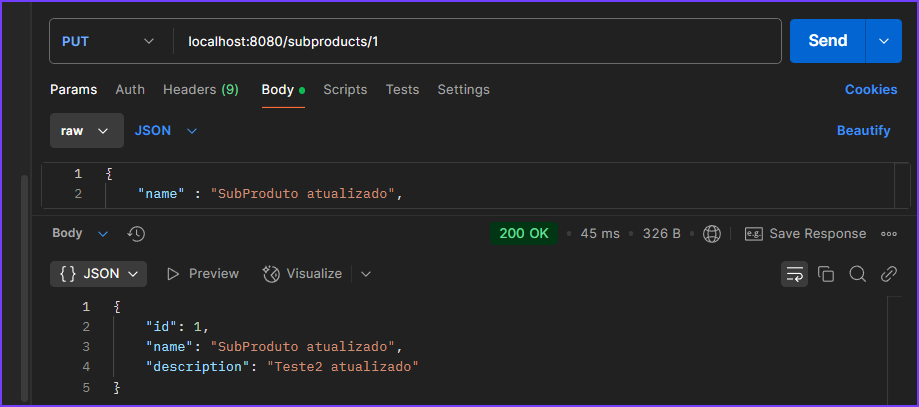 PUT localhost:8080/subproducts/1 Send
Params Auth Headers (9) Body Scripts Tests Settings Cookies
raw JSON Beautify
1 {
2 "name" : "SubProduto atualizado",
Body 200 OK • 45 ms • 326 B • e.g. Save Response
{} JSON Preview Visualize
1 {
2 "id": 1,
3 "name": "SubProduto atualizado",
4 "description": "Teste2 atualizado"
5 }